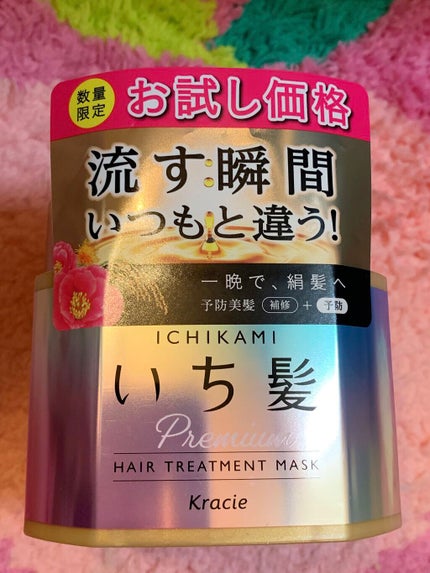 数量
限定
お試し価格
流す瞬間
いつもと違う!
一晩で、絹髪へ
予防美髪 補修 + 予防
ICHIKAMI
いち髪
Premium
HAIR TREATMENT MASK
Kracie